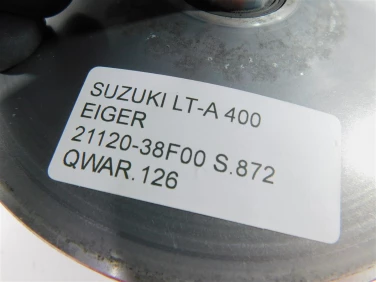 SUZUKI LT-A 400
EIGER
21120-38F00 S.872
QWAR.126